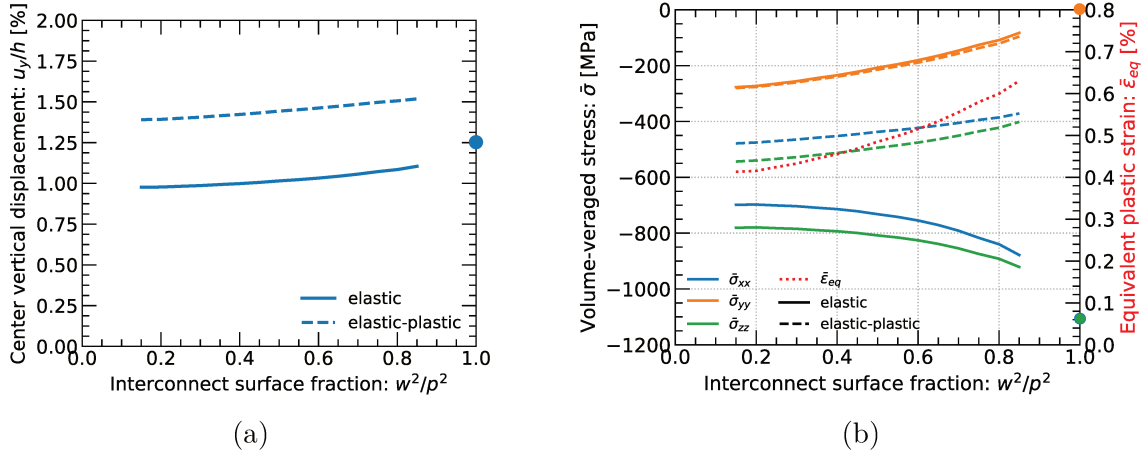 2.00
1.75
1.50
1.25
1.00
0.75
0.50
0.25
0.00
Center vertical displacement: u_y/h [%]
0.0 0.2 0.4 0.6 0.8 1.0
Interconnect surface fraction: w²/p²
elastic
elastic-plastic
(a)
0
−200
−400
−600
−800
−1000
−1200
Volume-veraged stress: σ̄ [MPa]
0.0 0.2 0.4 0.6 0.8 1.0
Interconnect surface fraction: w²/p²
0.8
0.7
0.6
0.5
0.4
0.3
0.2
0.1
0.0
Equivalent plastic strain: ε̄_eq [%]
σ̄_xx ε̄_eq
σ̄_yy elastic
σ̄_zz elastic-plastic
(b)